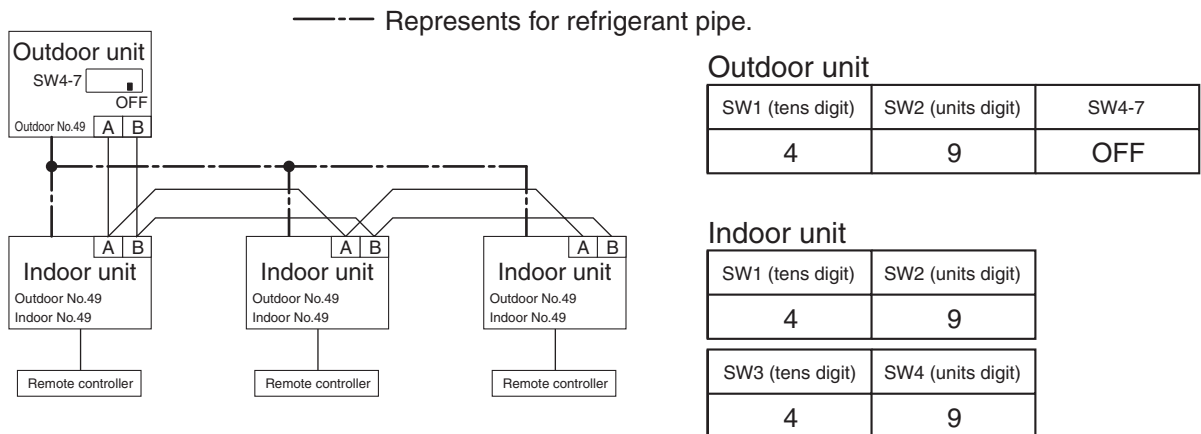 Represents for refrigerant pipe.
Outdoor unit
SW4-7
OFF
Outdoor No.49 A B
A B
Indoor unit
Outdoor No.49
Indoor No.49
Remote controller
A B
Indoor unit
Outdoor No.49
Indoor No.49
Remote controller
A B
Indoor unit
Outdoor No.49
Indoor No.49
Remote controller
Outdoor unit
SW1 (tens digit) SW2 (units digit) SW4-7
4 9 OFF
Indoor unit
SW1 (tens digit) SW2 (units digit)
4 9
SW3 (tens digit) SW4 (units digit)
4 9